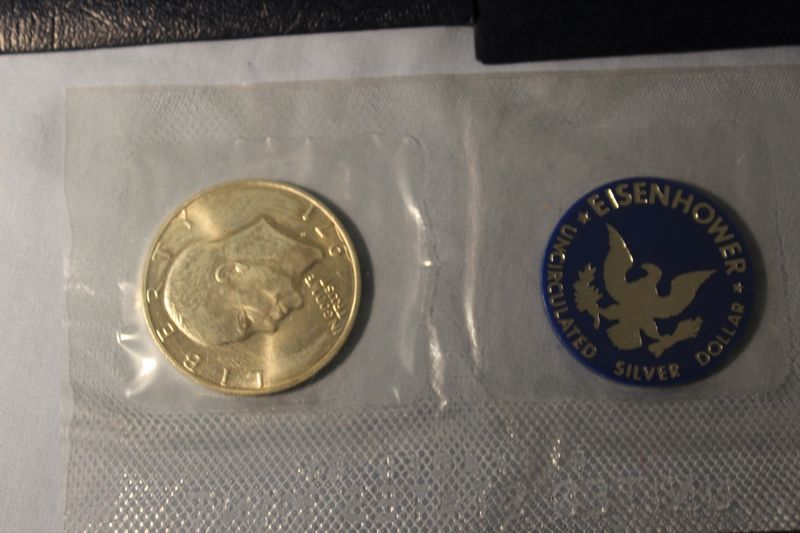 LIBERTY
IN GOD WE
TRUST
EISENHOWER
UNCIRCULATED SILVER DOLLAR